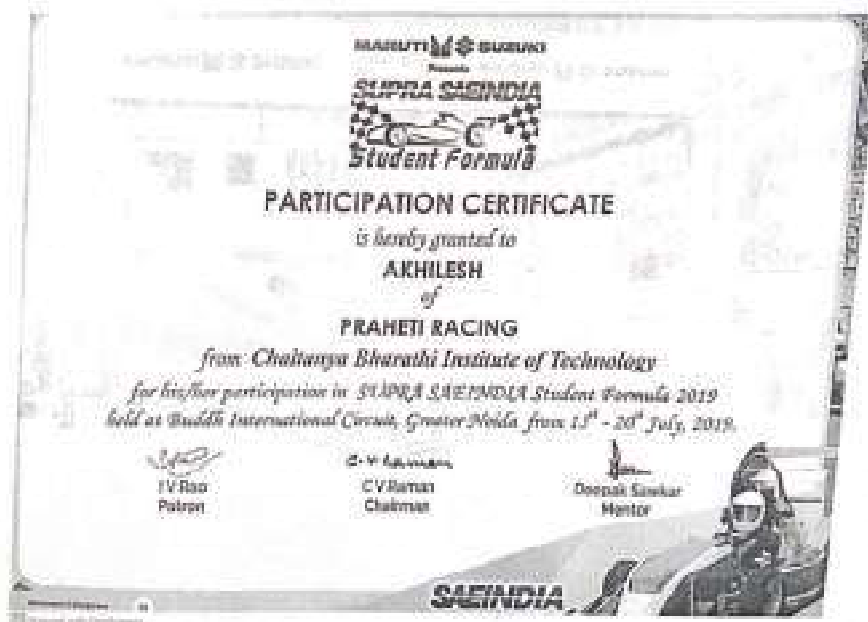 MARUTI SUZUKI
Presents
SUPRA SAEINDIA
Student Formula
PARTICIPATION CERTIFICATE
is hereby granted to
AKHILESH
of
PRAHETI RACING
from Chaitanya Bharathi Institute of Technology
for his/her participation in SUPRA SAEINDIA Student Formula 2019
held at Buddh International Circuit, Greater Noida from - 20th July, 2019.
I V Rao
C V Raman
Deepak Sawkar
Patron
Chairman
Mentor
SAEINDIA